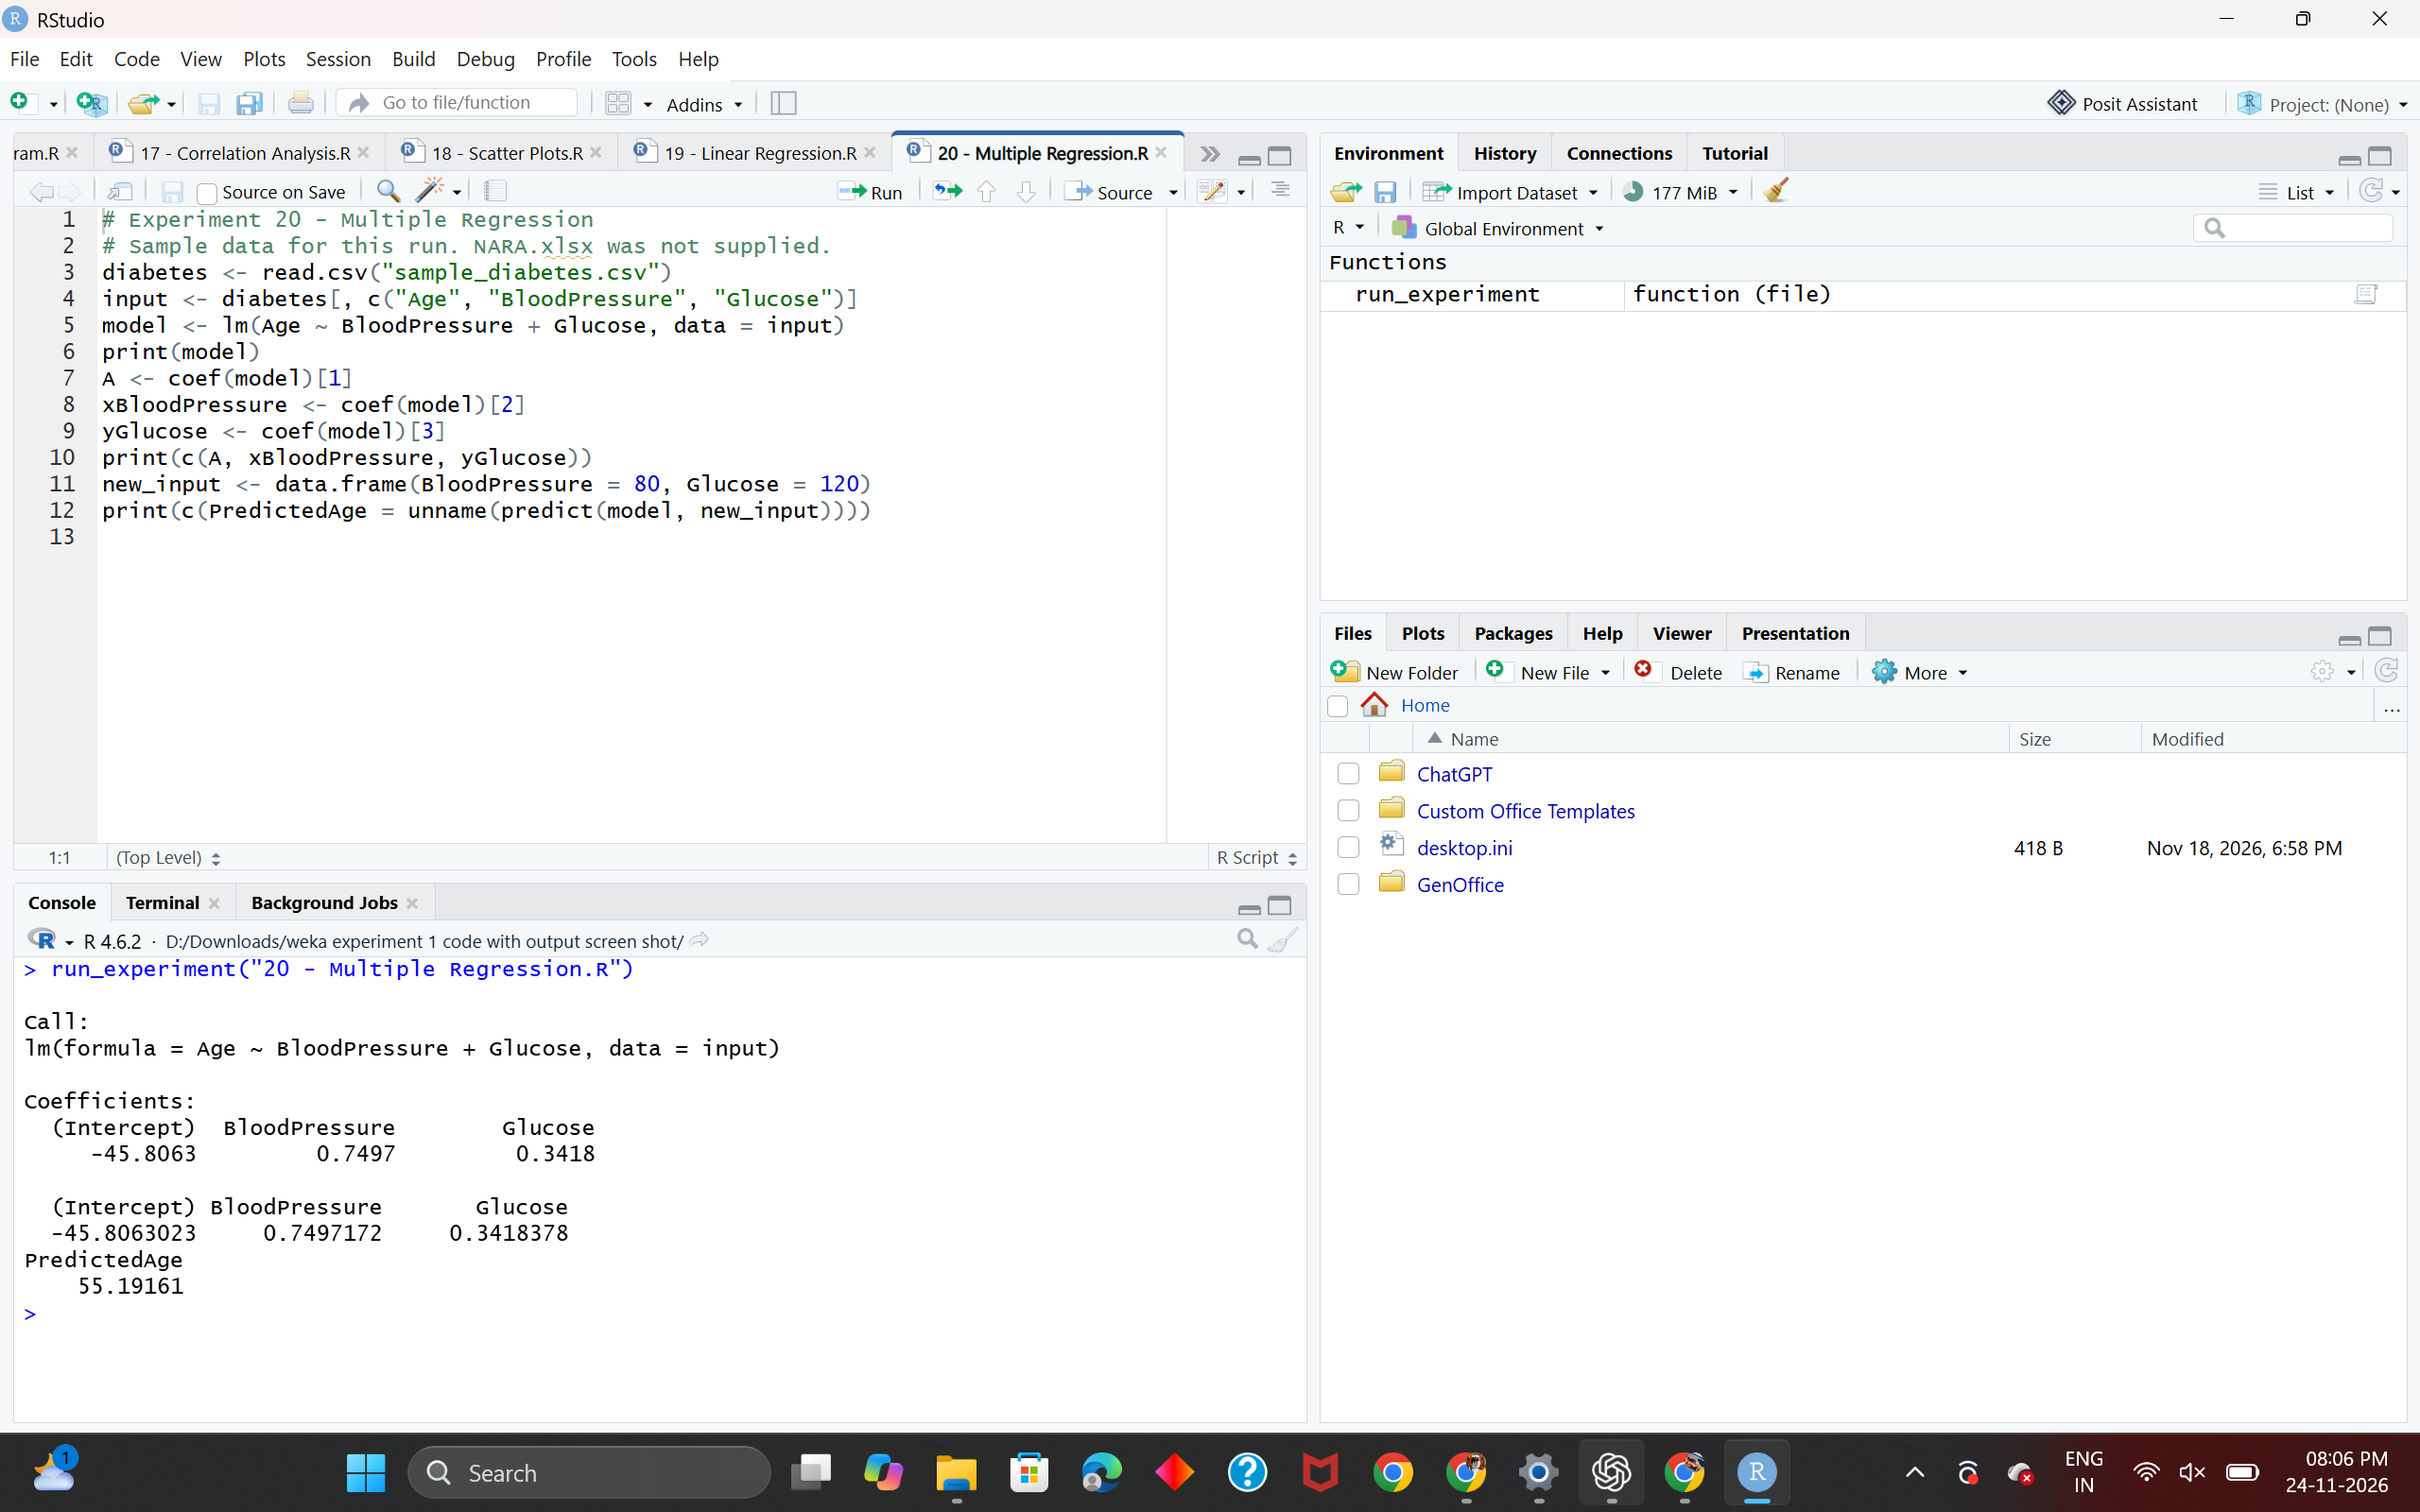 RStudio
File Edit Code View Plots Session Build Debug Profile Tools Help
Go to file/function Addins Posit Assistant Project: (None)
ram.R 17 - Correlation Analysis.R 18 - Scatter Plots.R 19 - Linear Regression.R 20 - Multiple Regression.R
Source on Save Run Source
1 # Experiment 20 - Multiple Regression
2 # Sample data for this run. NARA.xlsx was not supplied.
3 diabetes <- read.csv("sample_diabetes.csv")
4 input <- diabetes[, c("Age", "BloodPressure", "Glucose")]
5 model <- lm(Age ~ BloodPressure + Glucose, data = input)
6 print(model)
7 A <- coef(model)[1]
8 xBloodPressure <- coef(model)[2]
9 yGlucose <- coef(model)[3]
10 print(c(A, xBloodPressure, yGlucose))
11 new_input <- data.frame(BloodPressure = 80, Glucose = 120)
12 print(c(PredictedAge = unname(predict(model, new_input))))
13
1:1 (Top Level) R Script
Console Terminal Background Jobs
R 4.6.2 · D:/Downloads/weka experiment 1 code with output screen shot/
> run_experiment("20 - Multiple Regression.R")
Call:
lm(formula = Age ~ BloodPressure + Glucose, data = input)
Coefficients:
(Intercept) BloodPressure Glucose
-45.8063 0.7497 0.3418
(Intercept) BloodPressure Glucose
-45.8063023 0.7497172 0.3418378
PredictedAge
55.19161
>
Environment History Connections Tutorial
Import Dataset 177 MiB List
R Global Environment
Functions
run_experiment function (file)
Files Plots Packages Help Viewer Presentation
New Folder New File Delete Rename More
Home ...
Name Size Modified
ChatGPT
Custom Office Templates
desktop.ini 418 B Nov 18, 2026, 6:58 PM
GenOffice
1 Search ENG 08:06 PM
IN 24-11-2026